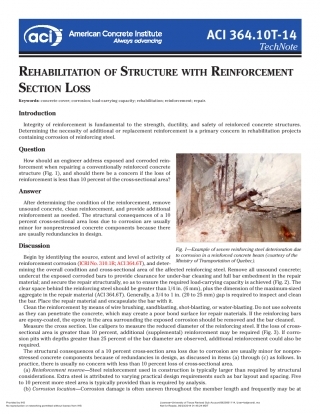 aci
American Concrete Institute
Always advancing
ACI 364.10T-14
TechNote
REHABILITATION OF STRUCTURE WITH REINFORCEMENT
SECTION LOSS
Keywords: concrete cover; corrosion; load-carrying capacity; rehabilitation; reinforcement; repair.
Introduction
Integrity of reinforcement is fundamental to the strength, ductility, and safety of reinforced concrete structures.
Determining the necessity of additional or replacement reinforcement is a primary concern in rehabilitation projects
containing corrosion of reinforcing steel.
Question
How should an engineer address exposed and corroded rein-
forcement when repairing a conventionally reinforced concrete
structure (Fig. 1), and should there be a concern if the loss of
reinforcement is less than 10 percent of the cross-sectional area?
Answer
After determining the condition of the reinforcement, remove
unsound concrete, clean reinforcement, and provide additional
reinforcement as needed. The structural consequences of a 10
percent cross-sectional area loss due to corrosion are usually
minor for nonprestressed concrete components because there
are usually redundancies in design.
Discussion
Begin by identifying the source, extent and level of activity of
reinforcement corrosion (ICRI No. 310.1R; ACI 364.6T), and deter-
mining the overall condition and cross-sectional area of the affected reinforcing steel. Remove all unsound concrete;
undercut the exposed corroded bars to provide clearance for under-bar cleaning and full bar embedment in the repair
material; and secure the repair structurally, so as to ensure the required load-carrying capacity is achieved (Fig. 2). The
clear space behind the reinforcing steel should be greater than 1/4 in. (6 mm), plus the dimension of the maximum-sized
aggregate in the repair material (ACI 364.6T). Generally, a 3/4 to 1 in. (20 to 25 mm) gap is required to inspect and clean
the bar. Place the repair material and encapsulate the bar with it.
Clean the reinforcement by means of wire brushing, sandblasting, shot-blasting, or water-blasting. Do not use solvents
as they can penetrate the concrete, which may create a poor bond surface for repair materials. If the reinforcing bars
are epoxy-coated, the epoxy in the area surrounding the exposed corrosion should be removed and the bar cleaned.
Measure the cross section. Use calipers to measure the reduced diameter of the reinforcing steel. If the loss of cross-
sectional area is greater than 10 percent, additional (supplemental) reinforcement may be required (Fig. 3). If corro-
sion pits with depths greater than 25 percent of the bar diameter are observed, additional reinforcement could also be
required.
The structural consequences of a 10 percent cross-sectional area loss due to corrosion are usually minor for nonpre-
stressed concrete components because of redundancies in design, as discussed in items (a) through (c) as follows. In
practice, there is usually no concern with less than 10 percent loss of cross-sectional area.
(a) Reinforcement reserve—Steel reinforcement used in construction is typically larger than required by structural
considerations. Extra steel is attributed to varying practical design requirements such as bar layout and spacing. Five
to 10 percent more steel area is typically provided than is required by analysis.
(b) Corrosion location—Corrosion damage is often uneven throughout the member length and frequently may be at
Fig. 1—Example of severe reinforcing steel deterioration due
to corrosion in a reinforced concrete beam (courtesy of the
Ministry of Transportation of Quebec).